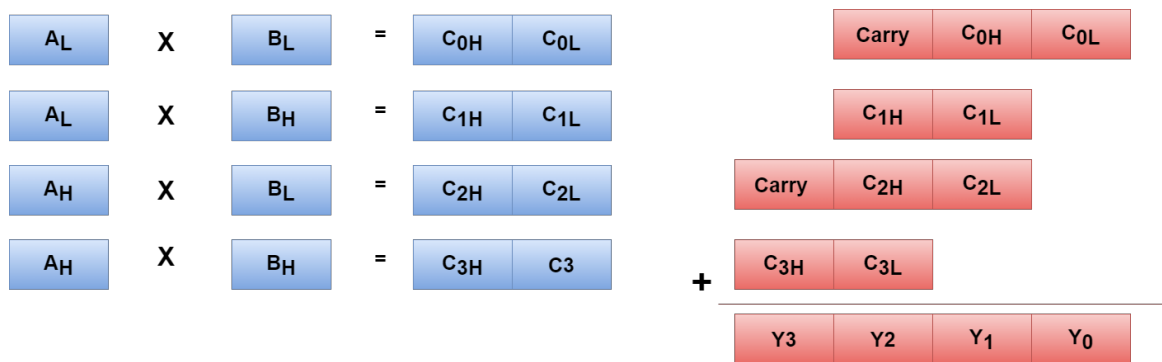 AL X BL = C0H C0L Carry C0H C0L
AL X BH = C1H C1L C1H C1L
AH X BL = C2H C2L Carry C2H C2L
AH X BH = C3H C3 + C3H C3L
Y3 Y2 Y1 Y0